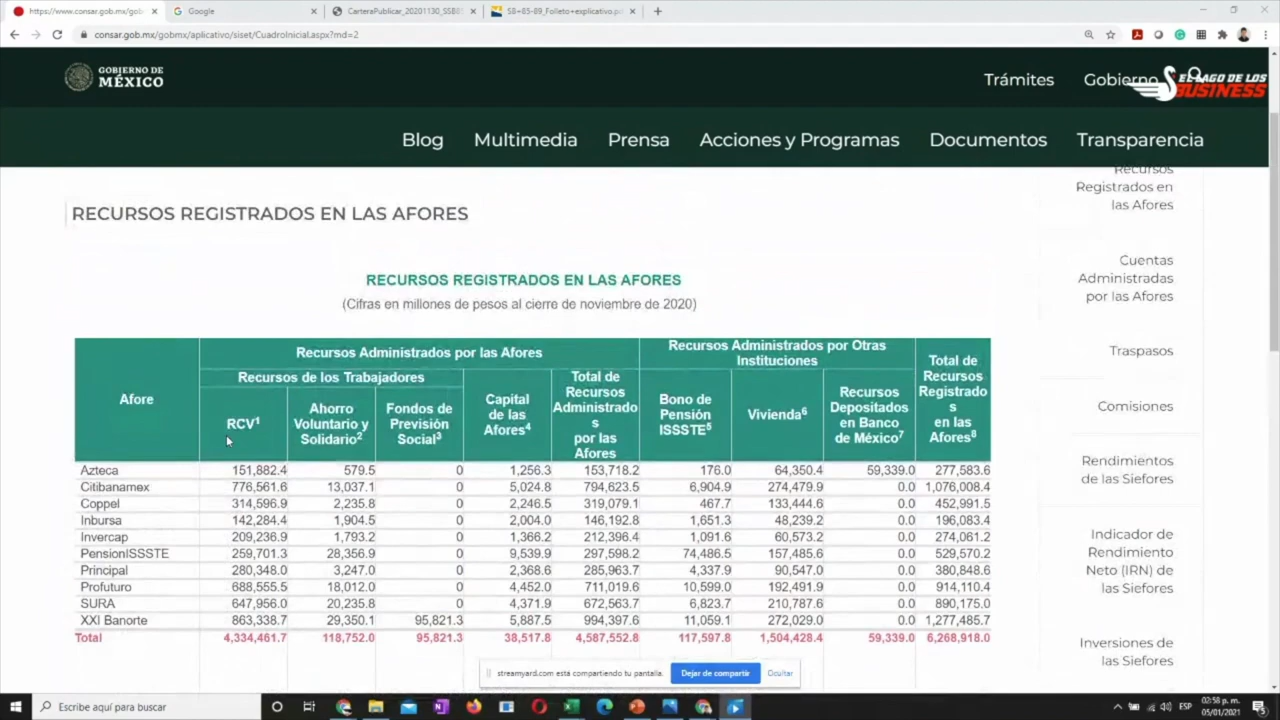 https://www.consar.gob.mx/gob
Google
CarteraPublicar_20201130_SSB8
SB+85-89_Folleto+explicativo.pd
consar.gob.mx/gobmx/aplicativo/siset/CuadroInicial.aspx?md=2
GOBIERNO DE
MÉXICO
Trámites
Gobierno
EL LAGO DE LOS
BUSINESS
Blog
Multimedia
Prensa
Acciones y Programas
Documentos
Transparencia
Recursos
Registrados en
las Afores
Cuentas
Administradas
por las Afores
Traspasos
Comisiones
Rendimientos
de las Siefores
Indicador de
Rendimiento
Neto (IRN) de
las Siefores
Inversiones de
las Siefores
RECURSOS REGISTRADOS EN LAS AFORES
RECURSOS REGISTRADOS EN LAS AFORES
(Cifras en millones de pesos al cierre de noviembre de 2020)
Afore
Recursos Administrados por las Afores
Recursos Administrados por Otras
Instituciones
Total de
Recursos
Registrado
s
en las
Afores⁸
Recursos de los Trabajadores
RCV¹
Ahorro
Voluntario y
Solidario²
Fondos de
Previsión
Social³
Capital
de las
Afores⁴
Total de
Recursos
Administrado
s
por las
Afores
Bono de
Pensión
ISSSTE⁵
Vivienda⁶
Recursos
Depositados
en Banco
de México⁷
Azteca 151,882.4 579.5 0 1,256.3 153,718.2 176.0 64,350.4 59,339.0 277,583.6
Citibanamex 776,561.6 13,037.1 0 5,024.8 794,623.5 6,904.9 274,479.9 0.0 1,076,008.4
Coppel 314,596.9 2,235.8 0 2,246.5 319,079.1 467.7 133,444.6 0.0 452,991.5
Inbursa 142,284.4 1,904.5 0 2,004.0 146,192.8 1,651.3 48,239.2 0.0 196,083.4
Invercap 209,236.9 1,793.2 0 1,366.2 212,396.4 1,091.6 60,573.2 0.0 274,061.2
PensionISSSTE 259,701.3 28,356.9 0 9,539.9 297,598.2 74,486.5 157,485.6 0.0 529,570.2
Principal 280,348.0 3,247.0 0 2,368.6 285,963.7 4,337.9 90,547.0 0.0 380,848.6
Profuturo 688,555.5 18,012.0 0 4,452.0 711,019.6 10,599.0 192,491.9 0.0 914,110.4
SURA 647,956.0 20,235.8 0 4,371.9 672,563.7 6,823.7 210,787.6 0.0 890,175.0
XXI Banorte 863,338.7 29,350.1 95,821.3 5,887.5 994,397.6 11,059.1 272,029.0 0.0 1,277,485.7
Total 4,334,461.7 118,752.0 95,821.3 38,517.8 4,587,552.8 117,597.8 1,504,428.4 59,339.0 6,268,918.0
streamyard.com está compartiendo tu pantalla.
Dejar de compartir
Ocultar
Escribe aquí para buscar
ESP
02:58 p. m.
05/01/2021